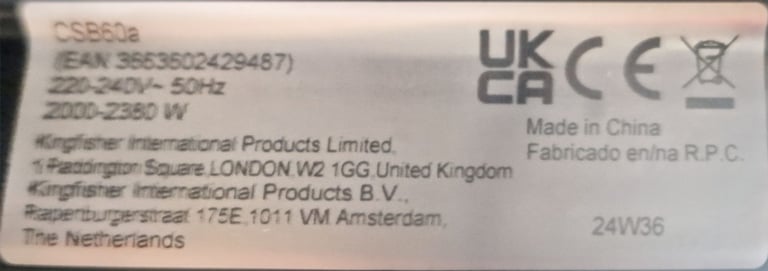 CSB60a
(EAN 3663602429487)
220-240V~ 50Hz
2000-2380 W
Kingfisher International Products Limited,
1 Paddington Square, LONDON W2 1GG, United Kingdom
Kingfisher International Products B.V.,
Rapenburgerstraat 175E, 1011 VM Amsterdam,
The Netherlands
UK
CA CE
Made in China
Fabricado en/na R.P.C.
24W36